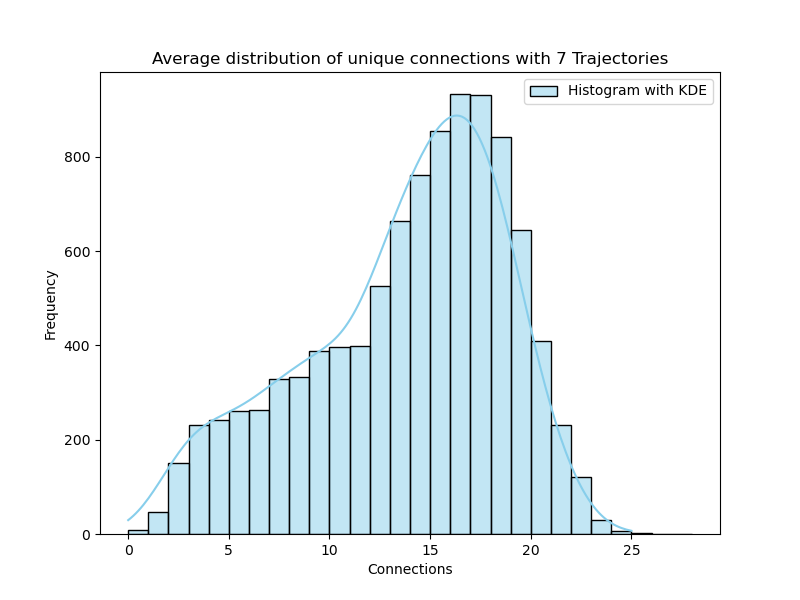 Average distribution of unique connections with 7 Trajectories
Histogram with KDE
800
600
400
200
0
Frequency
0 5 10 15 20 25
Connections